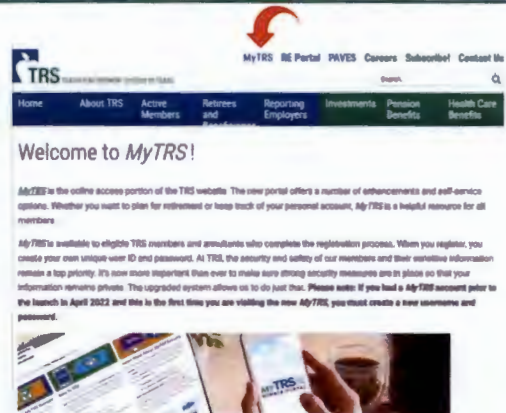 MyTRS RE Portal PAVES Careers Subscribe! Contact Us
TRS
Search
Home About TRS Active Members Retirees and Reporting Employers Investments Pension Benefits Health Care Benefits
Welcome to MyTRS!
MyTRS is the online access portion of the TRS website. The new portal offers a number of enhancements and self-service
options. Whether you want to plan for retirement or keep track of your personal account, MyTRS is a helpful resource for all
members.
MyTRS is available to eligible TRS members and annuitants who complete the registration process. When you register, you
create your own unique user ID and password. At TRS, the security and safety of our members and their sensitive information
remain a top priority. It's now more important than ever to make sure strong security measures are in place so that your
information remains private. The upgraded system allows us to do just that. Please note: If you had a MyTRS account prior to
the launch in April 2022 and this is the first time you are visiting the new MyTRS, you must create a new username and
password.
MyTRS